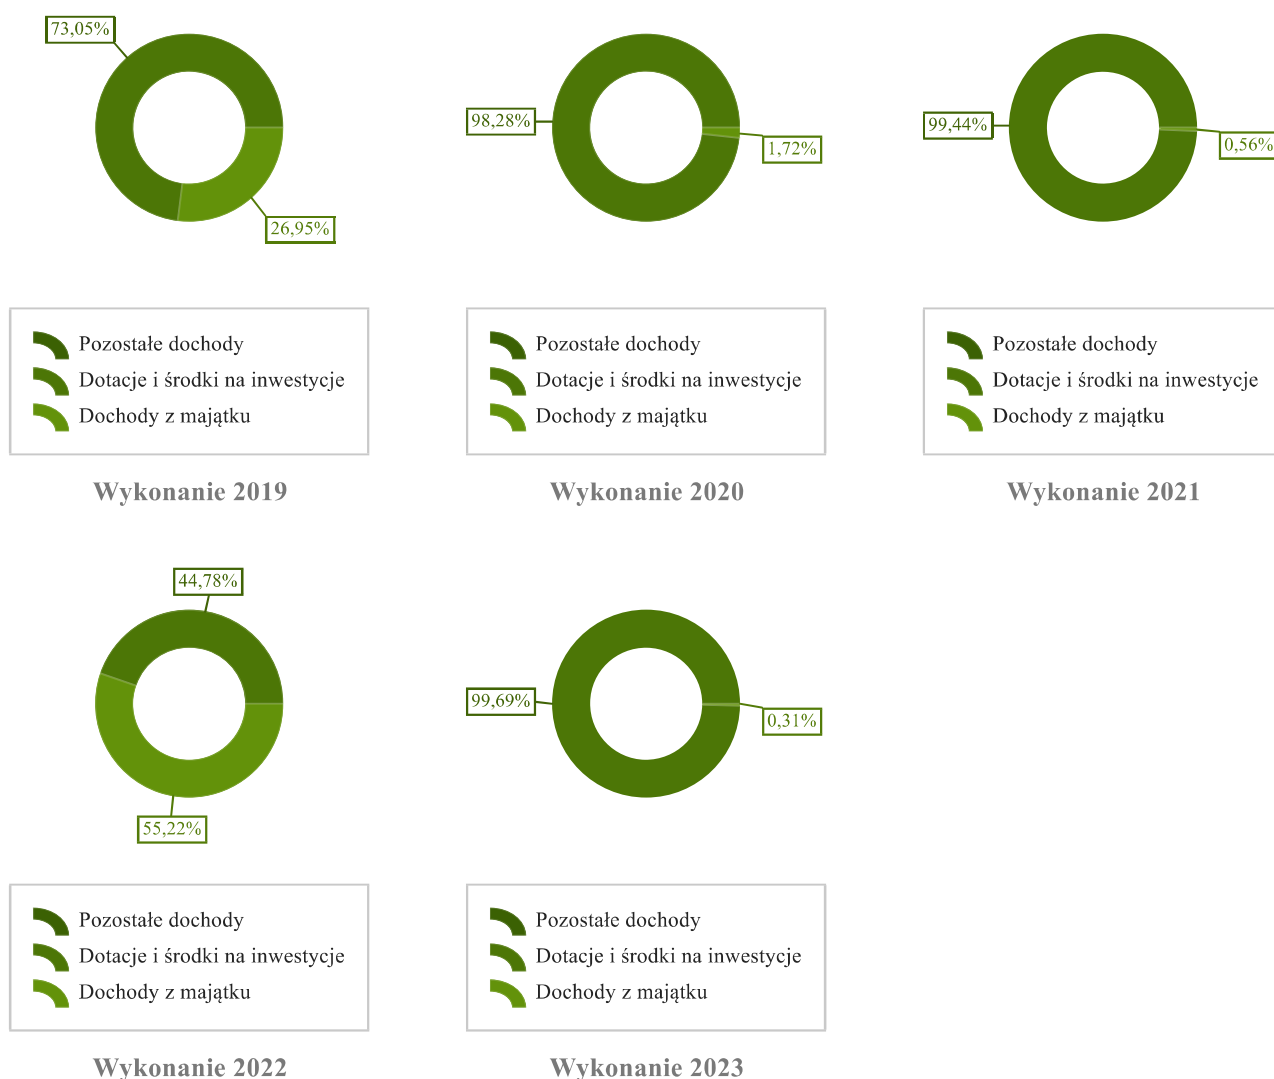 73,05%
26,95%
Pozostałe dochody
Dotacje i środki na inwestycje
Dochody z majątku
Wykonanie 2019
98,28%
1,72%
Pozostałe dochody
Dotacje i środki na inwestycje
Dochody z majątku
Wykonanie 2020
99,44%
0,56%
Pozostałe dochody
Dotacje i środki na inwestycje
Dochody z majątku
Wykonanie 2021
44,78%
55,22%
Pozostałe dochody
Dotacje i środki na inwestycje
Dochody z majątku
Wykonanie 2022
99,69%
0,31%
Pozostałe dochody
Dotacje i środki na inwestycje
Dochody z majątku
Wykonanie 2023